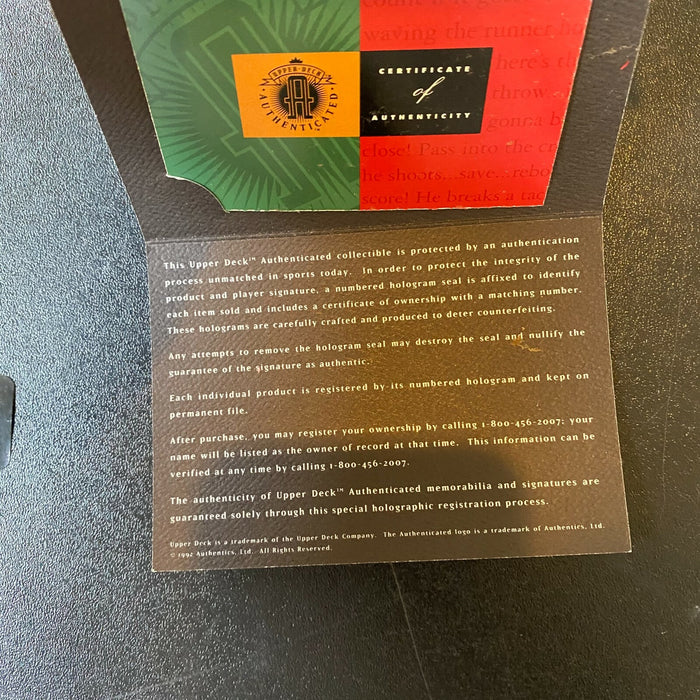 count it. It go
waving the runner ho
there's th
throw...
gonna b
close! Pass into the cr
he shoots...save...rebo
score! He breaks a tac
UPPER DECK
A
AUTHENTICATED
CERTIFICATE
of
AUTHENTICITY
This Upper Deck™ Authenticated collectible is protected by an authentication
process unmatched in sports today. In order to protect the integrity of the
product and player signature, a numbered hologram seal is affixed to identify
each item sold and includes a certificate of ownership with a matching number.
These holograms are carefully crafted and produced to deter counterfeiting.
Any attempts to remove the hologram seal may destroy the seal and nullify the
guarantee of the signature as authentic.
Each individual product is registered by its numbered hologram and kept on
permanent file.
After purchase, you may register your ownership by calling 1-800-456-2007; your
name will be listed as the owner of record at that time. This information can be
verified at any time by calling 1-800-456-2007.
The authenticity of Upper Deck™ Authenticated memorabilia and signatures are
guaranteed solely through this special holographic registration process.
Upper Deck is a trademark of the Upper Deck Company. The Authenticated logo is a trademark of Authentics, Ltd.
© 1992 Authentics, Ltd. All Rights Reserved.